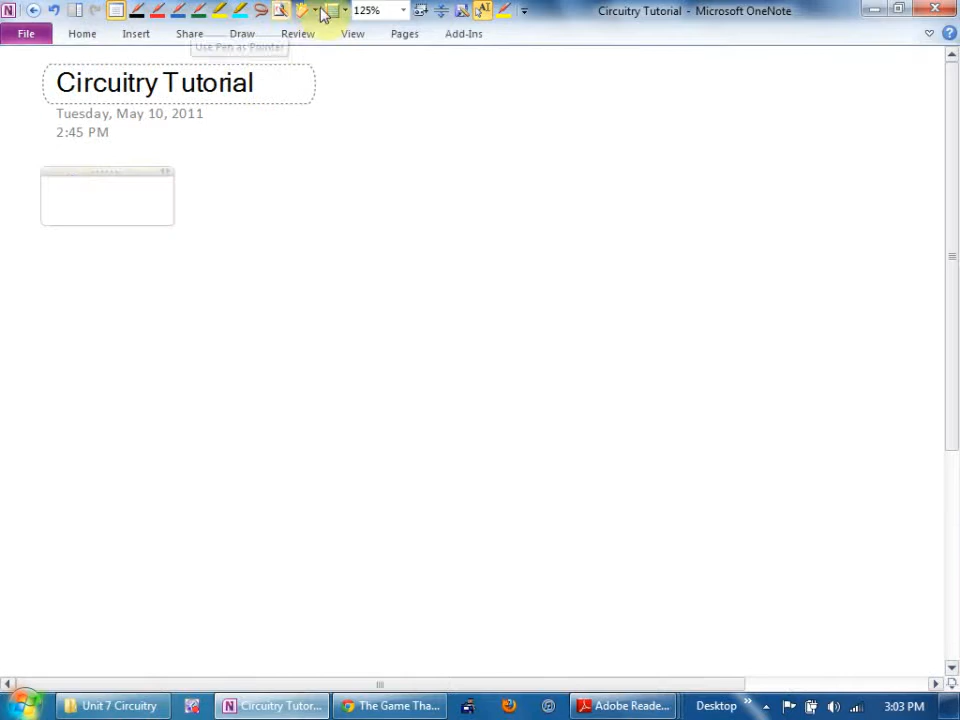 125%
Circuitry Tutorial - Microsoft OneNote
File Home Insert Share Draw Review View Pages Add-Ins
Use Pen as Pointer
Circuitry Tutorial
Tuesday, May 10, 2011
2:45 PM
Unit 7 Circuitry Circuitry Tutor... The Game Tha... Adobe Reade... Desktop 3:03 PM